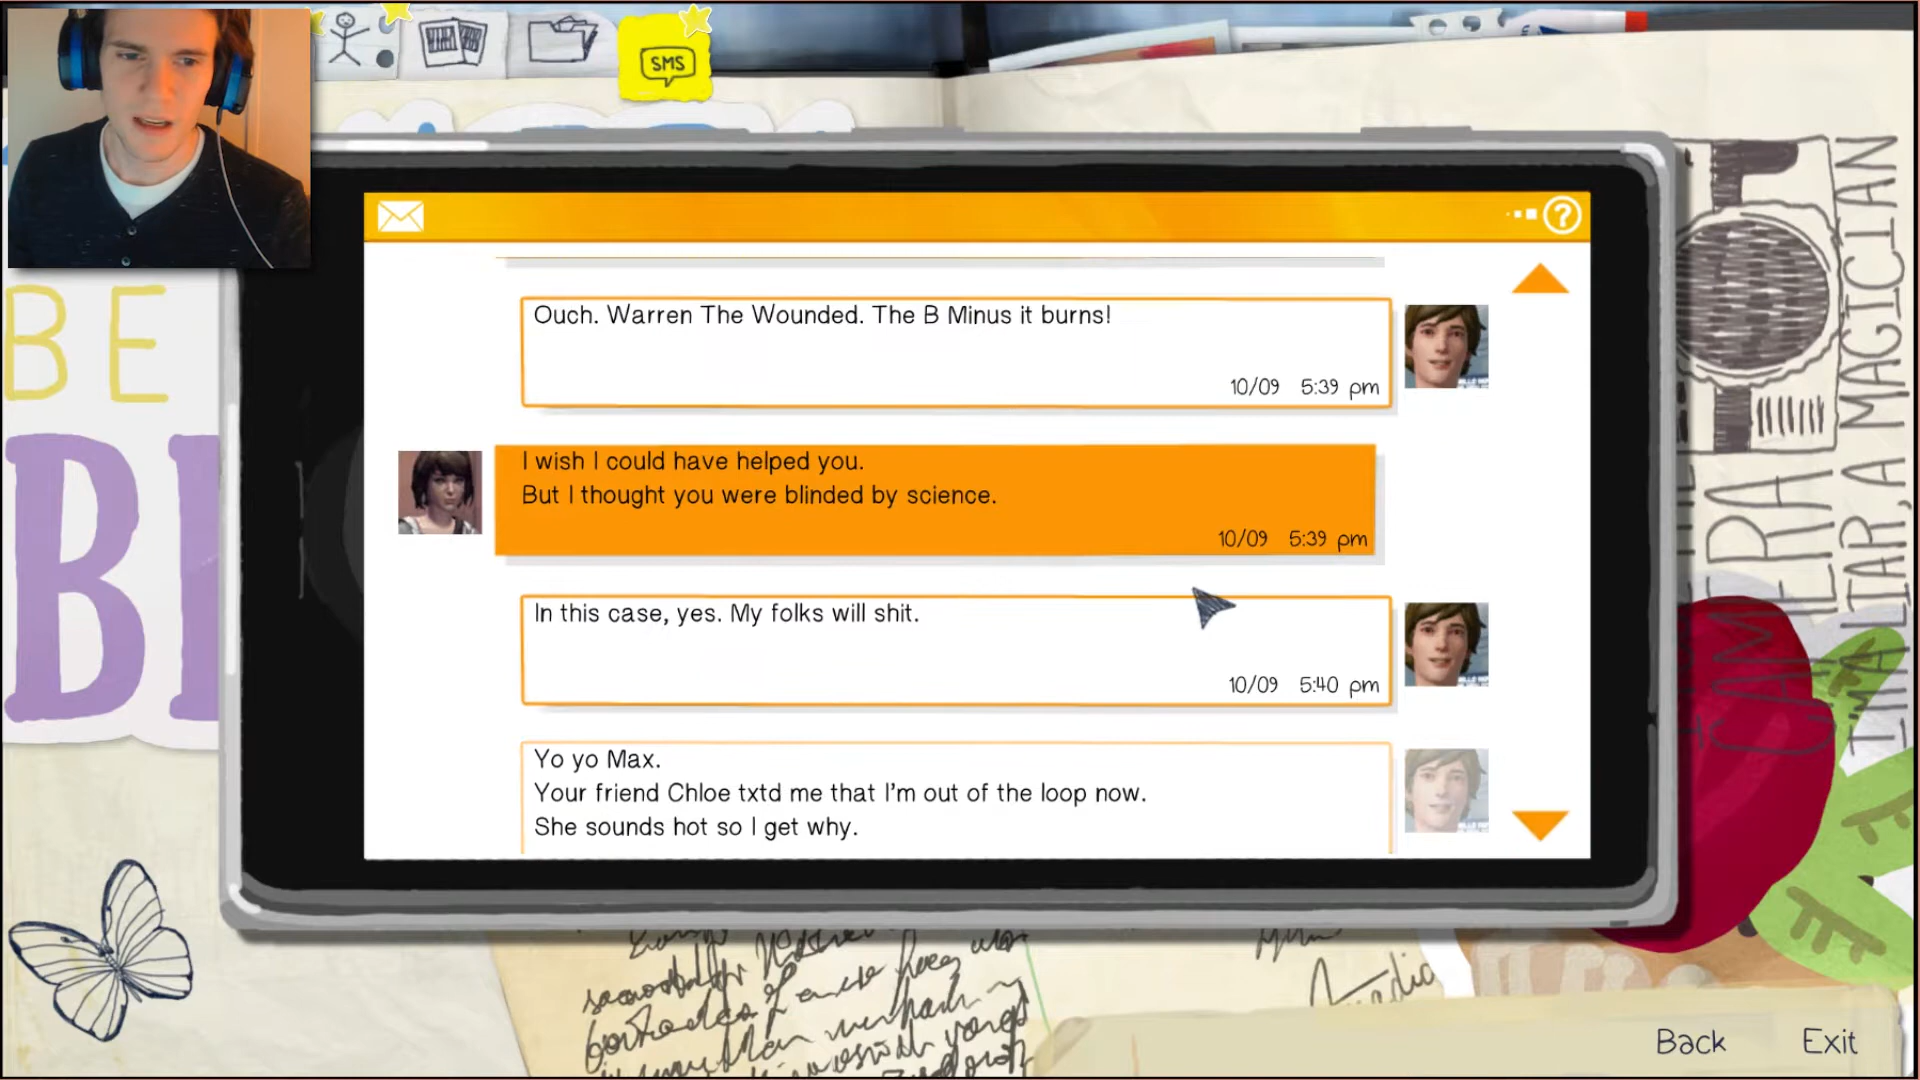 SMS
Ouch. Warren The Wounded. The B Minus it burns!
10/09 5:39 pm
I wish I could have helped you.
But I thought you were blinded by science.
10/09 5:39 pm
In this case, yes. My folks will shit.
10/09 5:40 pm
Yo yo Max.
Your friend Chloe txtd me that I'm out of the loop now.
She sounds hot so I get why.
BE
CAMERA
A MAGICIAN
Back Exit